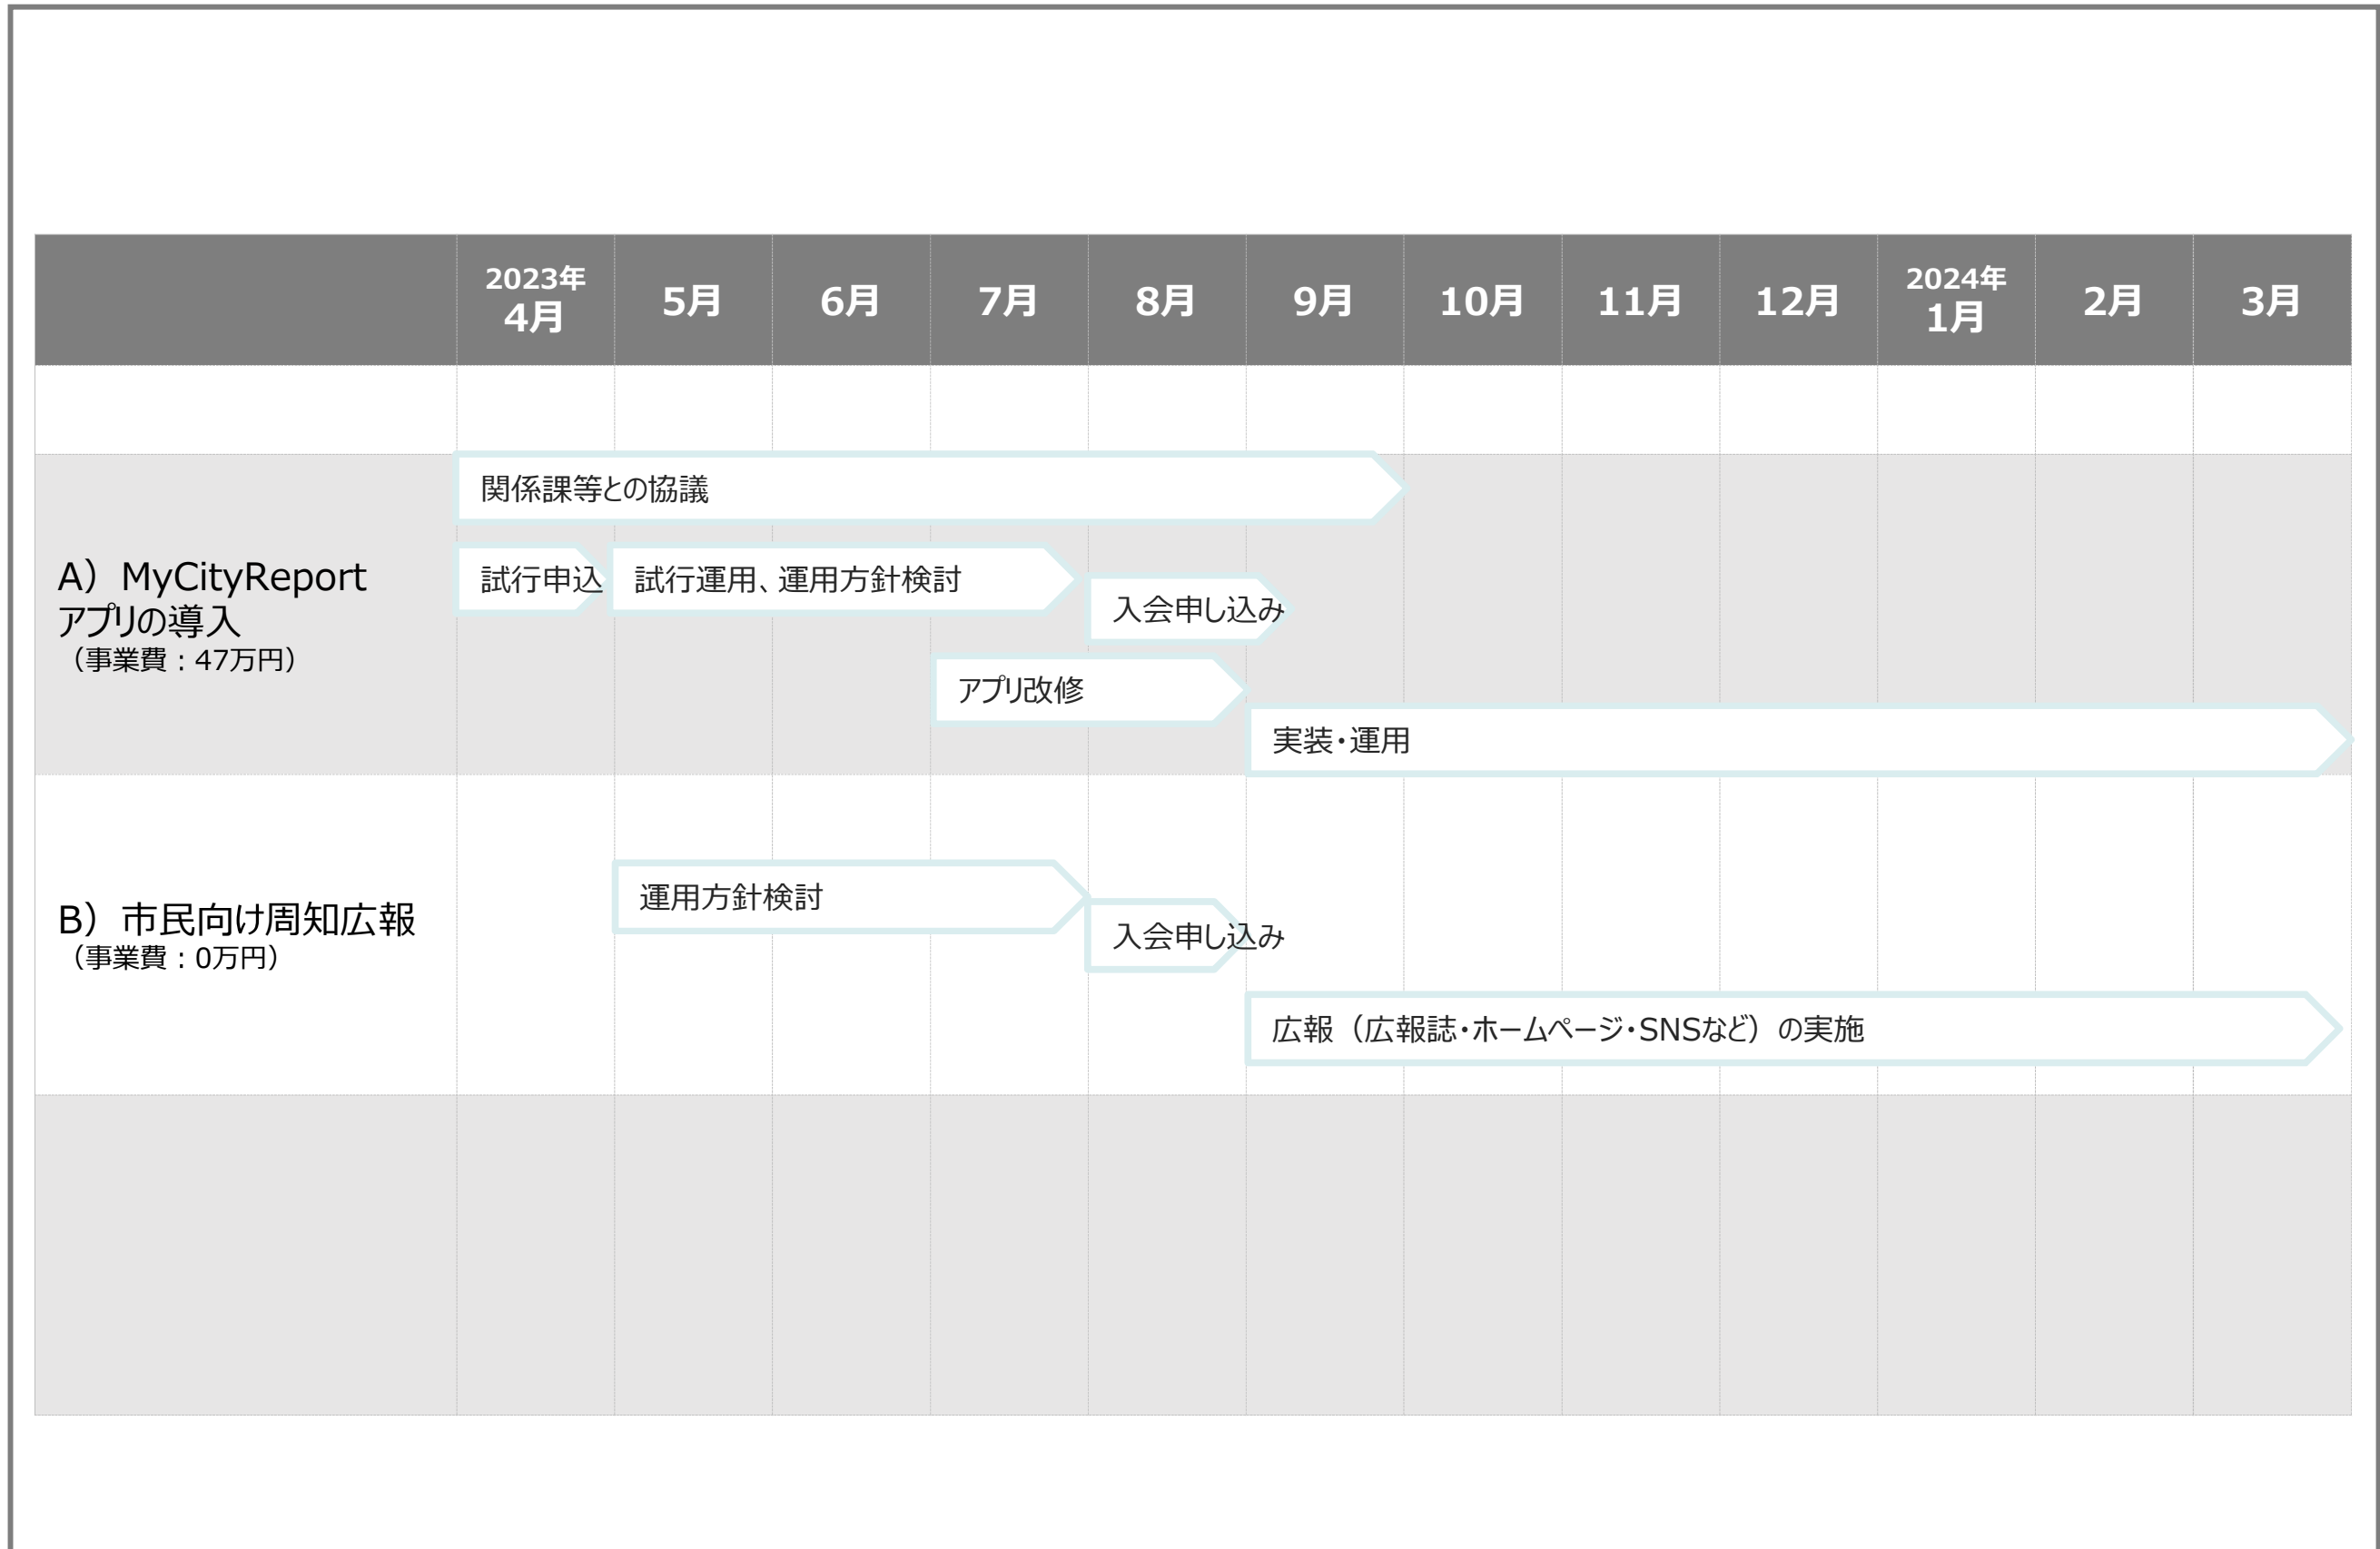 2023年
4月
5月
6月
7月
8月
9月
10月
11月
12月
2024年
1月
2月
3月
A）MyCityReport
アプリの導入
（事業費：47万円）
関係課等との協議
試行申込
試行運用、運用方針検討
入会申し込み
アプリ改修
実装・運用
B）市民向け周知広報
（事業費：0万円）
運用方針検討
入会申し込み
広報（広報誌・ホームページ・SNSなど）の実施